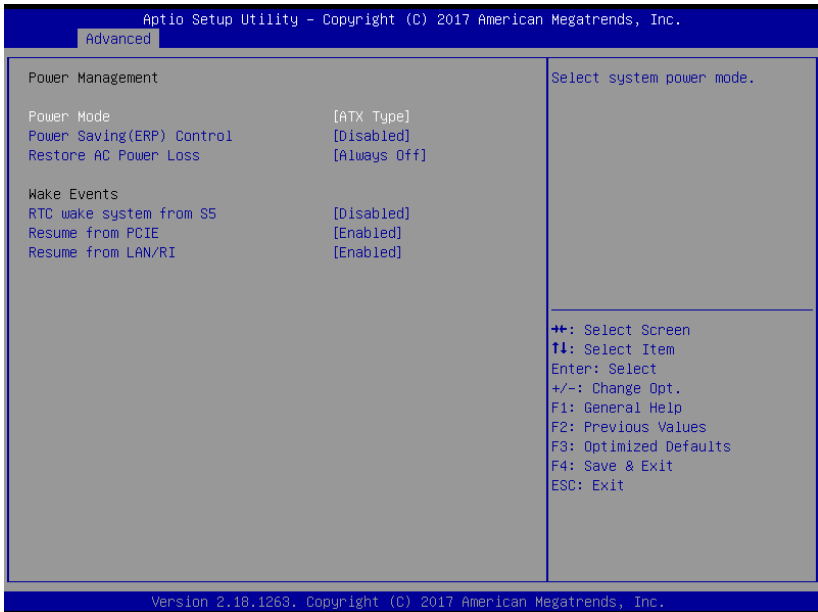 Aptio Setup Utility – Copyright (C) 2017 American Megatrends, Inc.
Advanced
Power Management
Power Mode [ATX Type]
Power Saving(ERP) Control [Disabled]
Restore AC Power Loss [Always Off]
Wake Events
RTC wake system from S5 [Disabled]
Resume from PCIE [Enabled]
Resume from LAN/RI [Enabled]
Select system power mode.
→←: Select Screen
↑↓: Select Item
Enter: Select
+/-: Change Opt.
F1: General Help
F2: Previous Values
F3: Optimized Defaults
F4: Save & Exit
ESC: Exit
Version 2.18.1263. Copyright (C) 2017 American Megatrends, Inc.